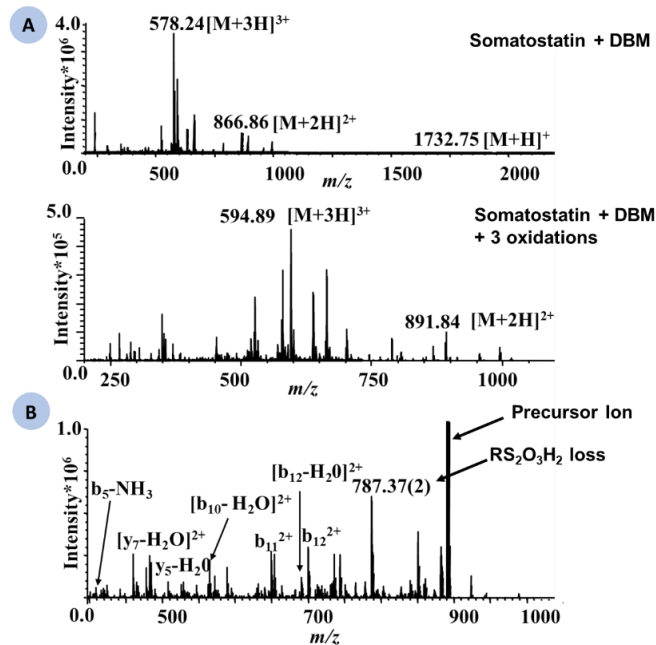 A
4.0
578.24[M+3H]3+
Somatostatin + DBM
Intensity*10^6
866.86 [M+2H]2+
1732.75 [M+H]+
0.0
500
1000
1500
2000
m/z
5.0
594.89 [M+3H]3+
Somatostatin + DBM
+ 3 oxidations
Intensity*10^5
891.84 [M+2H]2+
0.0
250
500
750
1000
m/z
B
Precursor Ion
1.0
RS2O3H2 loss
[b12-H20]2+
787.37(2)
b5-NH3
[b10- H2O]2+
Intensity*10^6
[y7-H2O]2+
b11 2+
b12 2+
y5-H20
0.0
500
700
900
1000
m/z